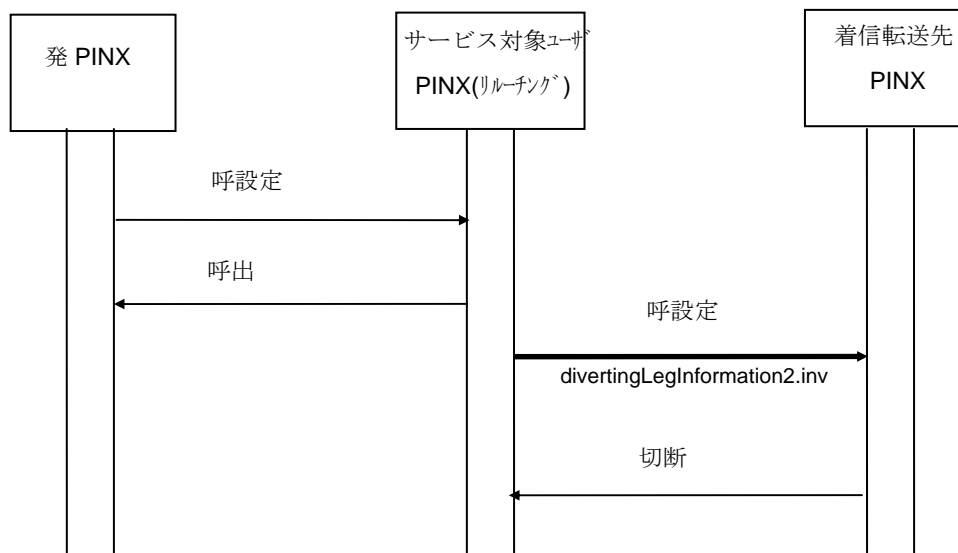 発 PINX
サービス対象ﾕｰｻﾞ
PINX(ﾘﾙｰﾁﾝｸﾞ)
着信転送先
PINX
呼設定
呼出
呼設定
divertingLegInformation2.inv
切断